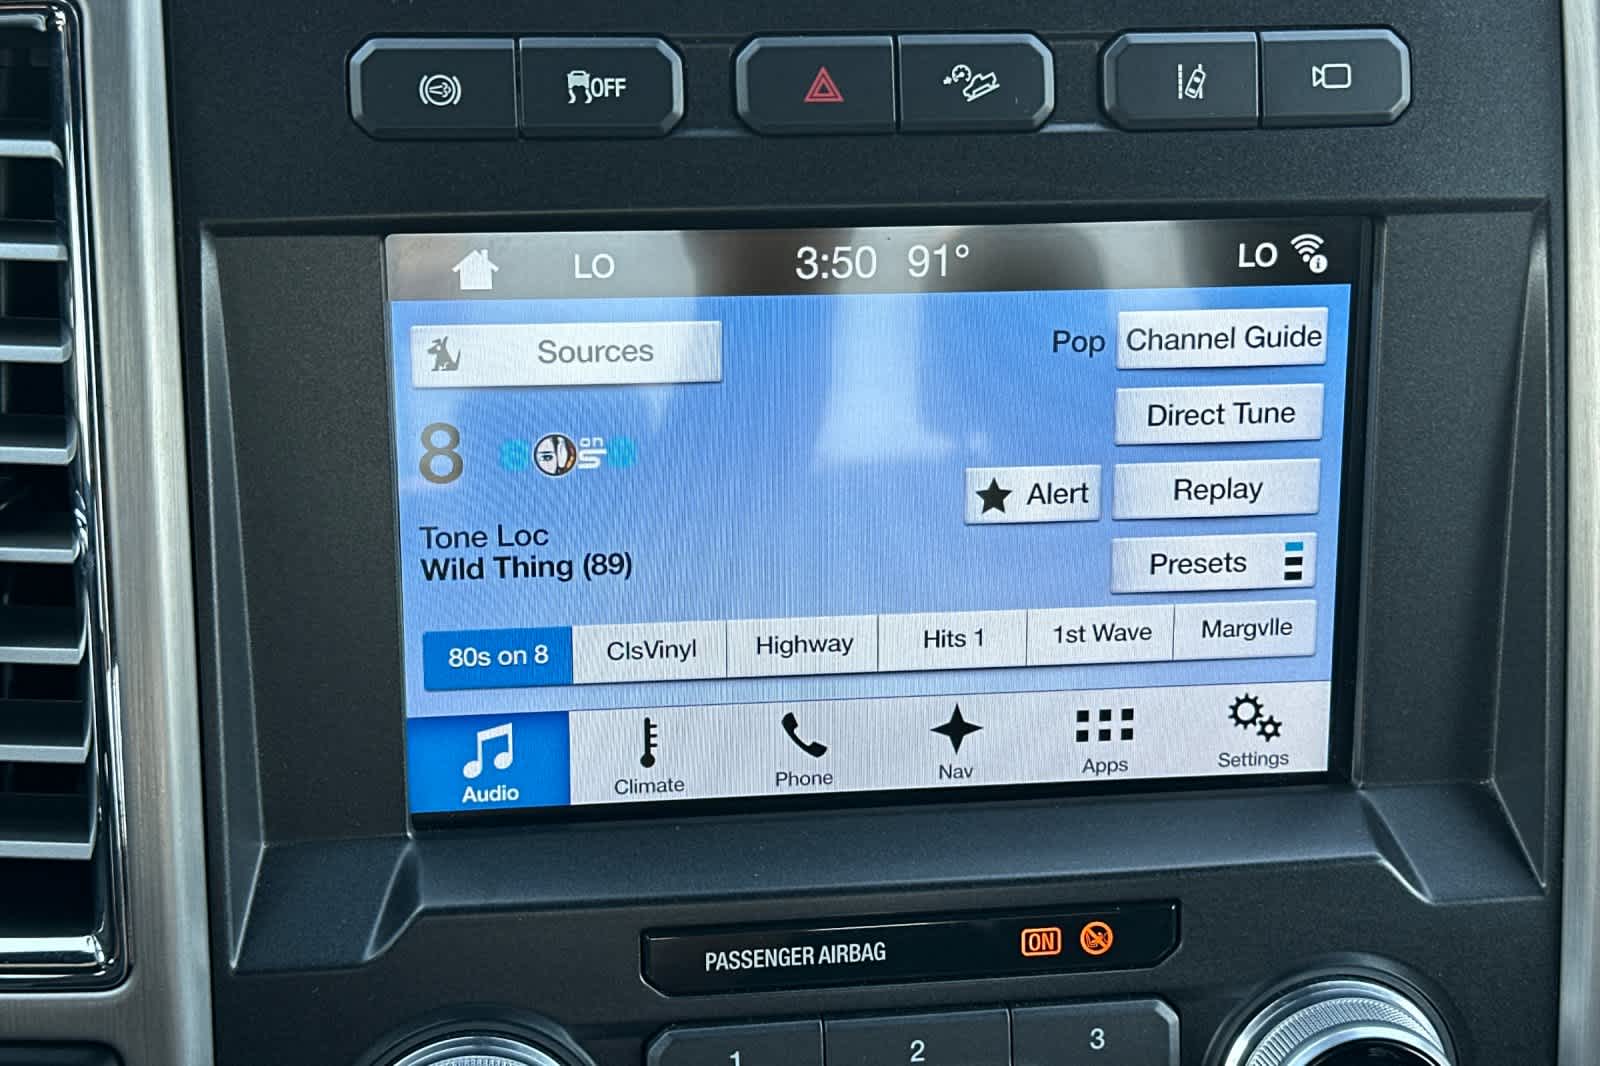 OFF
LO 3:50 91° LO
Sources
Pop Channel Guide
Direct Tune
8 on
Alert Replay
Tone Loc
Wild Thing (89)
Presets
80s on 8 ClsVinyl Highway Hits 1 1st Wave Margvlle
Audio Climate Phone Nav Apps Settings
PASSENGER AIRBAG ON
1 2 3